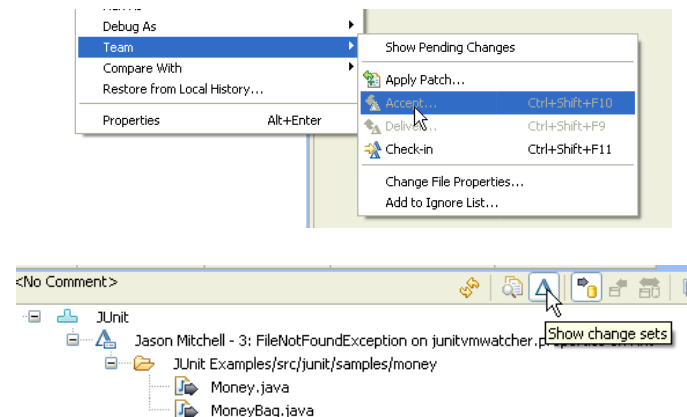 Debug As
Team
Compare With
Restore from Local History...
Properties Alt+Enter
Show Pending Changes
Apply Patch...
Accept... Ctrl+Shift+F10
Deliver... Ctrl+Shift+F9
Check-in Ctrl+Shift+F11
Change File Properties...
Add to Ignore List...
<No Comment>
Show change sets
JUnit
Jason Mitchell - 3: FileNotFoundException on junitvmwatcher.
JUnit Examples/src/junit/samples/money
Money.java
MoneyBag.java